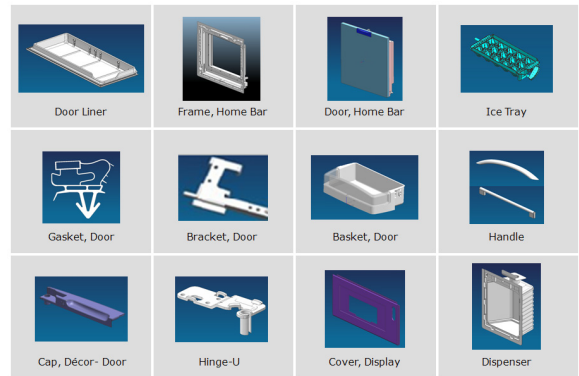 Door Liner
Frame, Home Bar
Door, Home Bar
Ice Tray
Gasket, Door
Bracket, Door
Basket, Door
Handle
Cap, Décor- Door
Hinge-U
Cover, Display
Dispenser